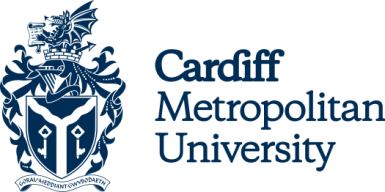 Cardiff
Metropolitan
University
GORAU MEDDIANT GWYBODAETH